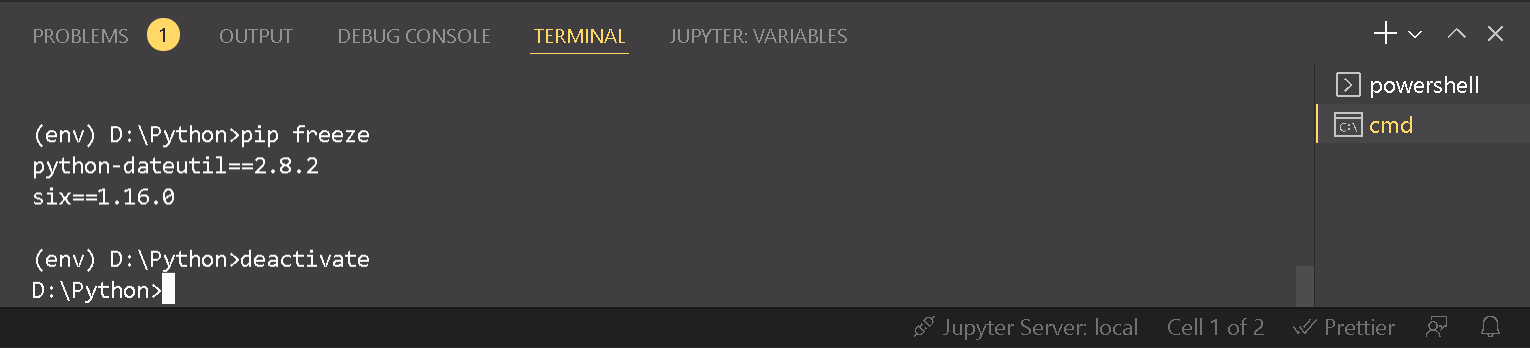 PROBLEMS 1 OUTPUT DEBUG CONSOLE TERMINAL JUPYTER: VARIABLES
(env) D:\Python>pip freeze
python-dateutil==2.8.2
six==1.16.0
(env) D:\Python>deactivate
D:\Python>
powershell
C:\ cmd
Jupyter Server: local Cell 1 of 2 Prettier